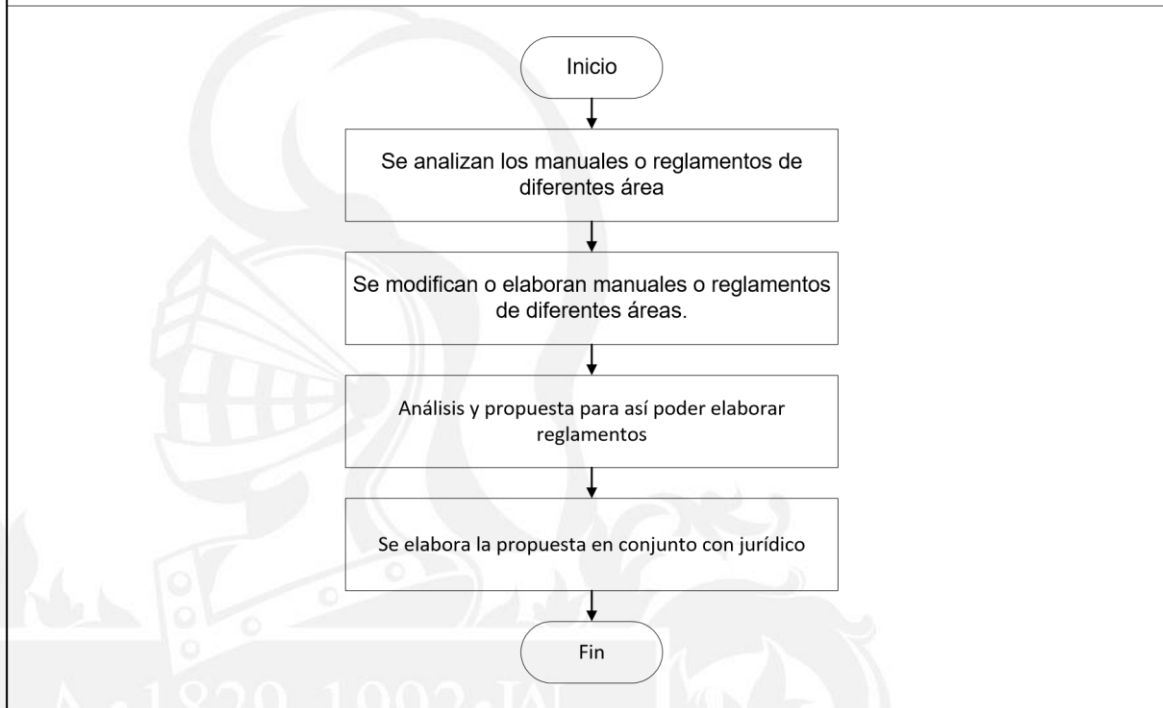 Inicio
Se analizan los manuales o reglamentos de
diferentes área
Se modifican o elaboran manuales o reglamentos
de diferentes áreas.
Análisis y propuesta para así poder elaborar
reglamentos
Se elabora la propuesta en conjunto con jurídico
Fin